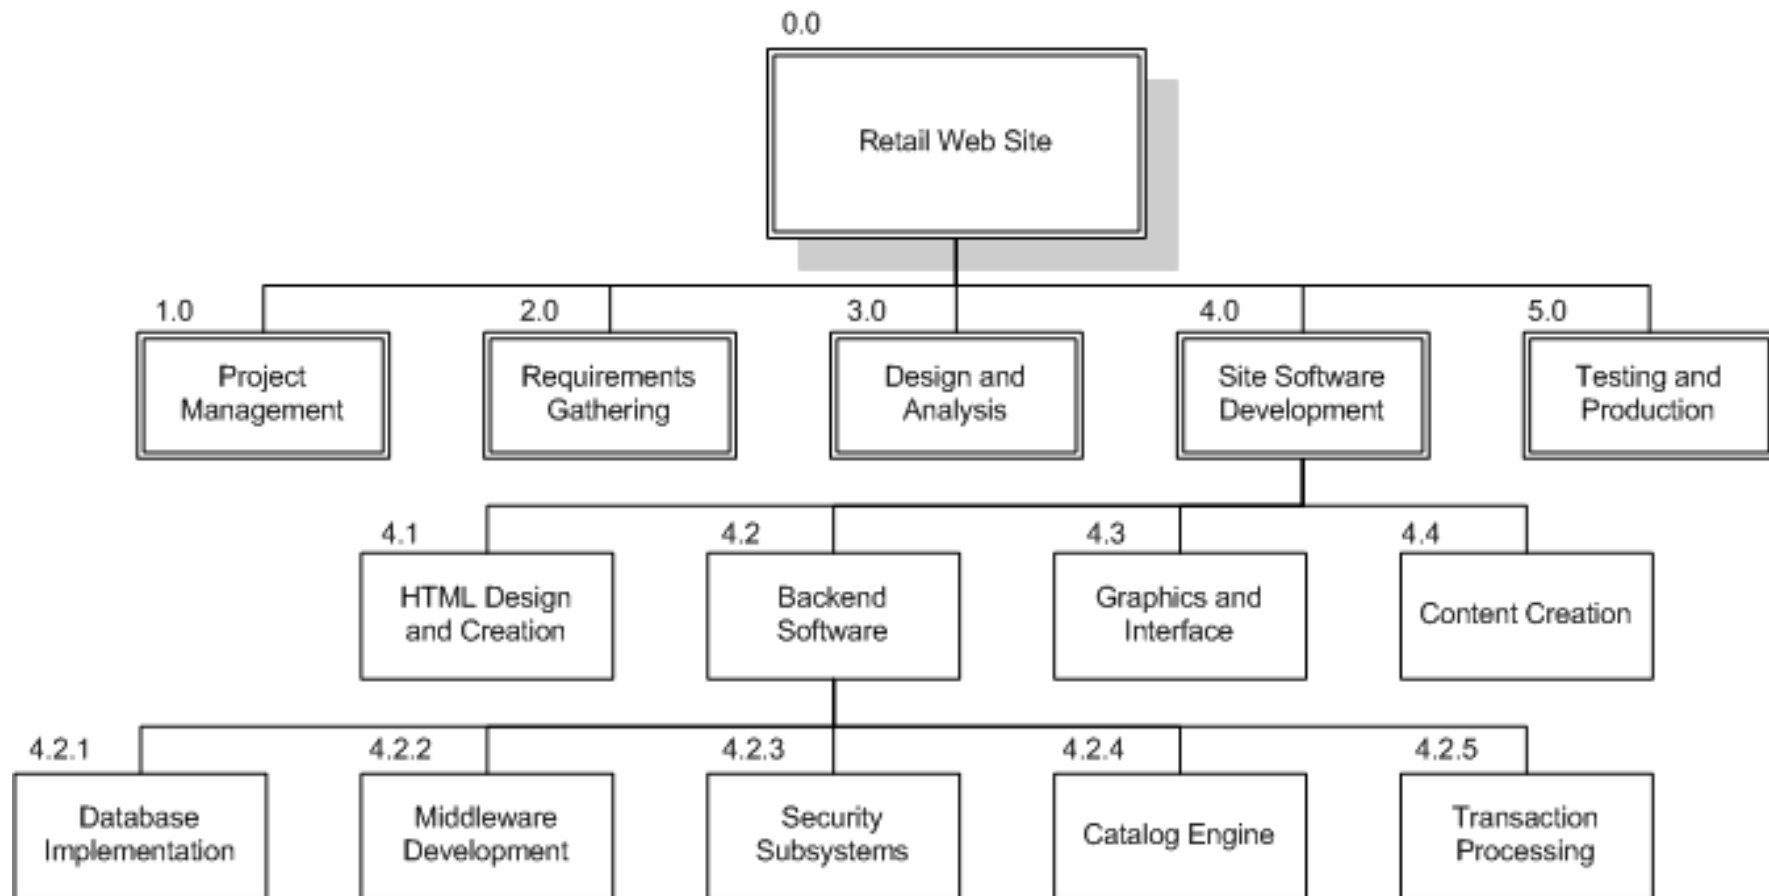 0.0
Retail Web Site
1.0
2.0
3.0
4.0
5.0
Project
Management
Requirements
Gathering
Design and
Analysis
Site Software
Development
Testing and
Production
4.1
4.2
4.3
4.4
HTML Design
and Creation
Backend
Software
Graphics and
Interface
Content Creation
4.2.1
4.2.2
4.2.3
4.2.4
4.2.5
Database
Implementation
Middleware
Development
Security
Subsystems
Catalog Engine
Transaction
Processing